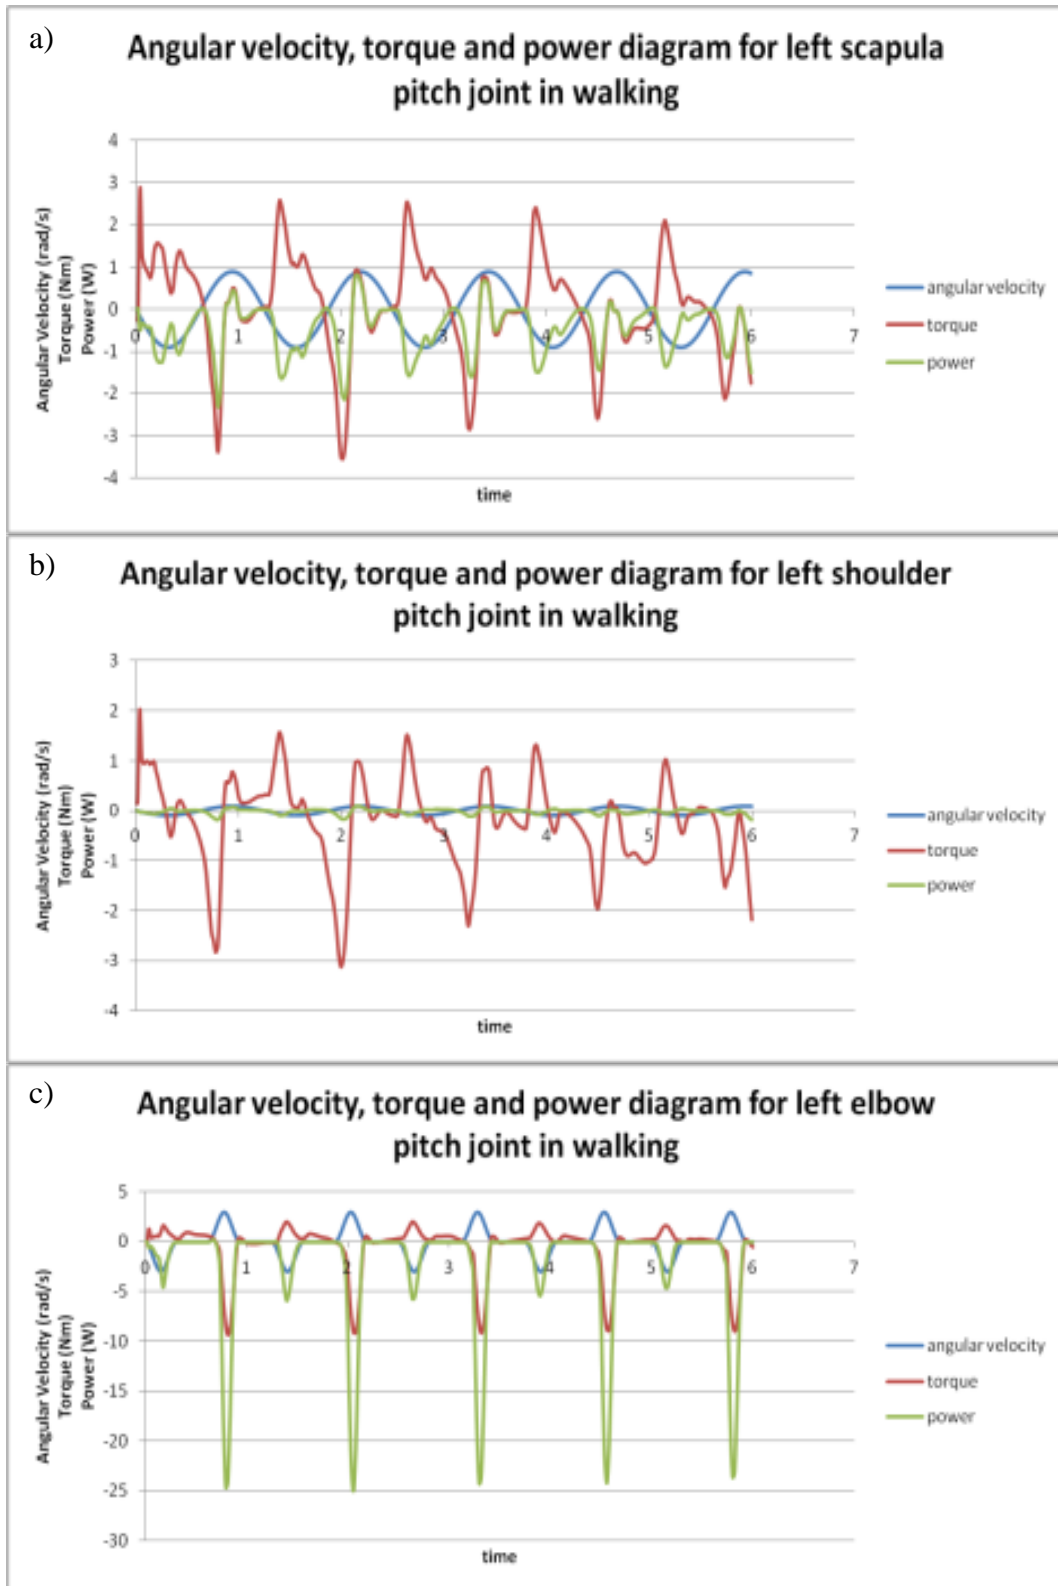 a)
Angular velocity, torque and power diagram for left scapula
pitch joint in walking
Angular Velocity (rad/s)
Torque (Nm)
Power (W)
4
3
2
1
0
-1
-2
-3
-4
0 1 2 3 4 5 6 7
time
angular velocity
torque
power
b)
Angular velocity, torque and power diagram for left shoulder
pitch joint in walking
Angular Velocity (rad/s)
Torque (Nm)
Power (W)
3
2
1
0
-1
-2
-3
-4
0 1 2 3 4 5 6 7
time
angular velocity
torque
power
c)
Angular velocity, torque and power diagram for left elbow
pitch joint in walking
Angular Velocity (rad/s)
Torque (Nm)
Power (W)
5
0
-5
-10
-15
-20
-25
-30
0 1 2 3 4 5 6 7
time
angular velocity
torque
power